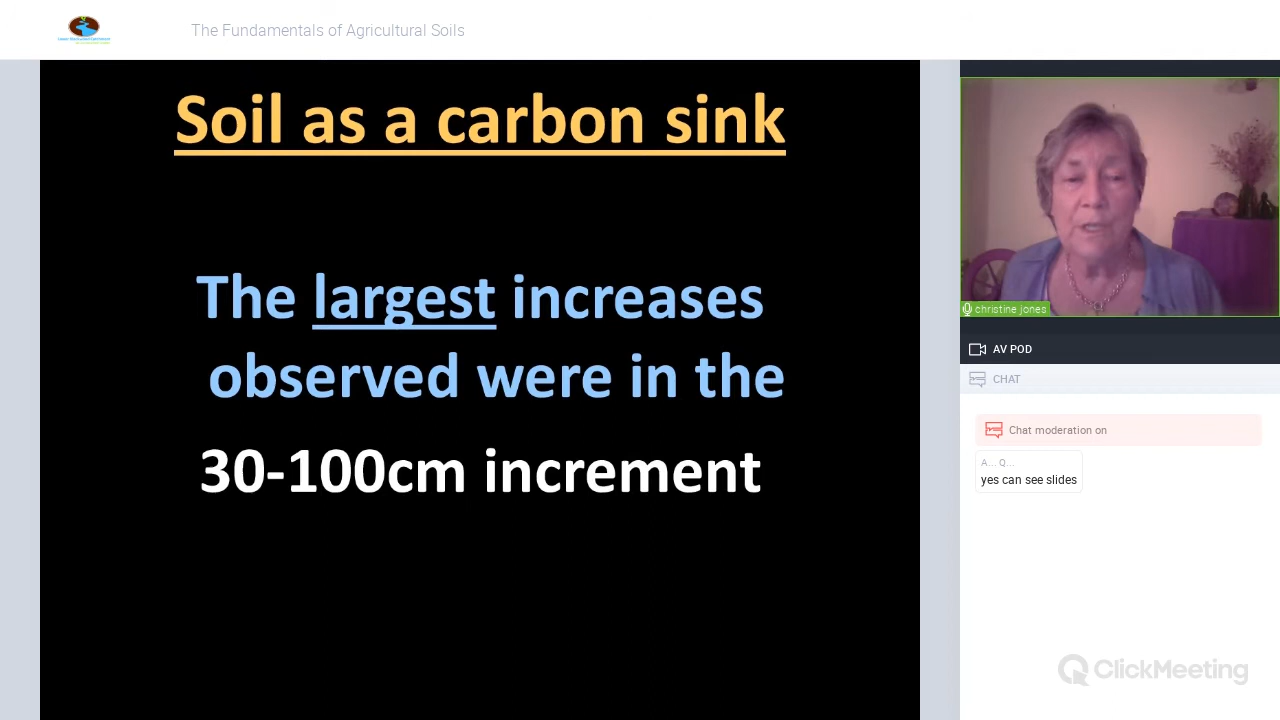 The Fundamentals of Agricultural Soils
Soil as a carbon sink
The largest increases
observed were in the
30-100cm increment
christine jones
AV POD
CHAT
Chat moderation on
A... Q...
yes can see slides
ClickMeeting